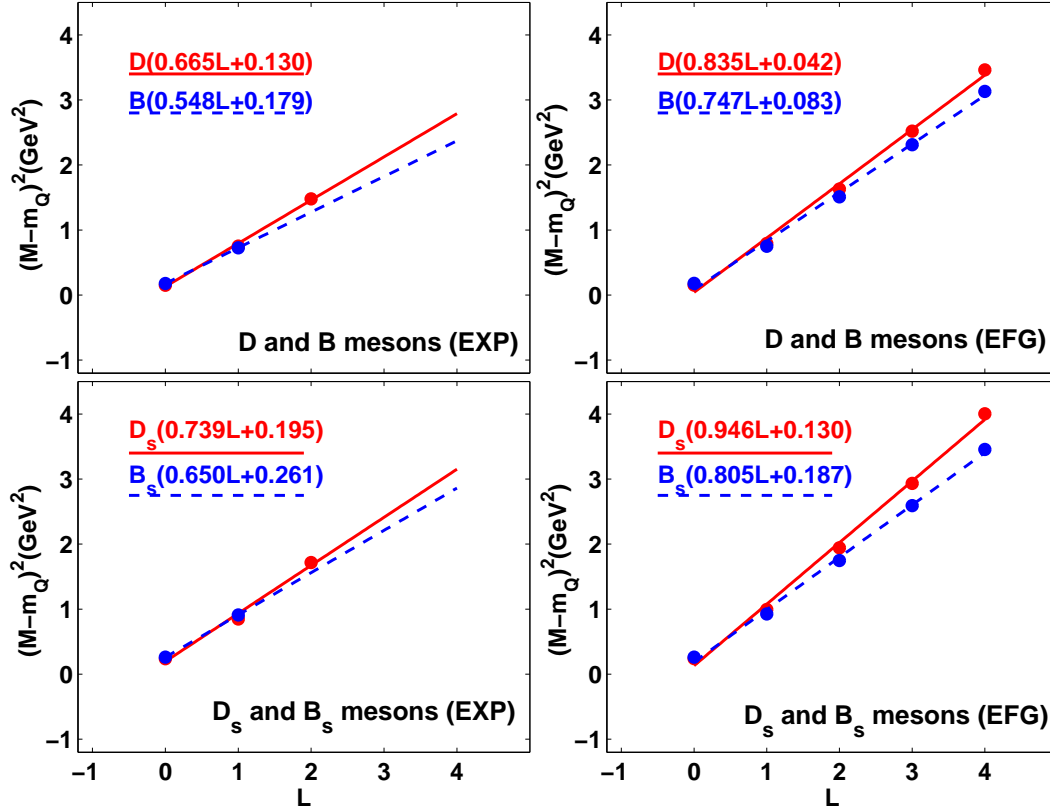 4
3
2
1
0
−1
(M−m_Q)^2(GeV^2)
D(0.665L+0.130)
B(0.548L+0.179)
D and B mesons (EXP)
4
3
2
1
0
−1
(M−m_Q)^2(GeV^2)
D(0.835L+0.042)
B(0.747L+0.083)
D and B mesons (EFG)
4
3
2
1
0
−1
(M−m_Q)^2(GeV^2)
D_s(0.739L+0.195)
B_s(0.650L+0.261)
D_s and B_s mesons (EXP)
−1 0 1 2 3 4
L
4
3
2
1
0
−1
(M−m_Q)^2(GeV^2)
D_s(0.946L+0.130)
B_s(0.805L+0.187)
D_s and B_s mesons (EFG)
−1 0 1 2 3 4
L